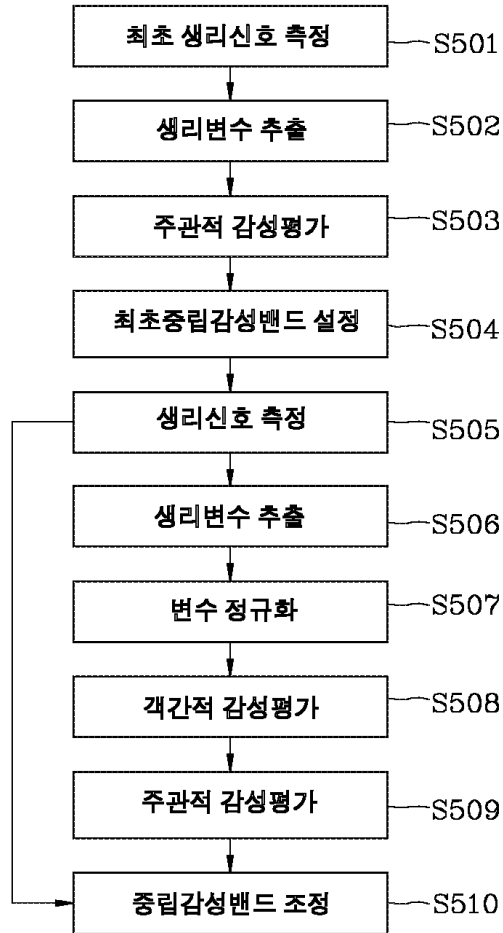 최초 생리신호 측정
S501
생리변수 추출
S502
주관적 감성평가
S503
최초중립감성밴드 설정
S504
생리신호 측정
S505
생리변수 추출
S506
변수 정규화
S507
객간적 감성평가
S508
주관적 감성평가
S509
중립감성밴드 조정
S510